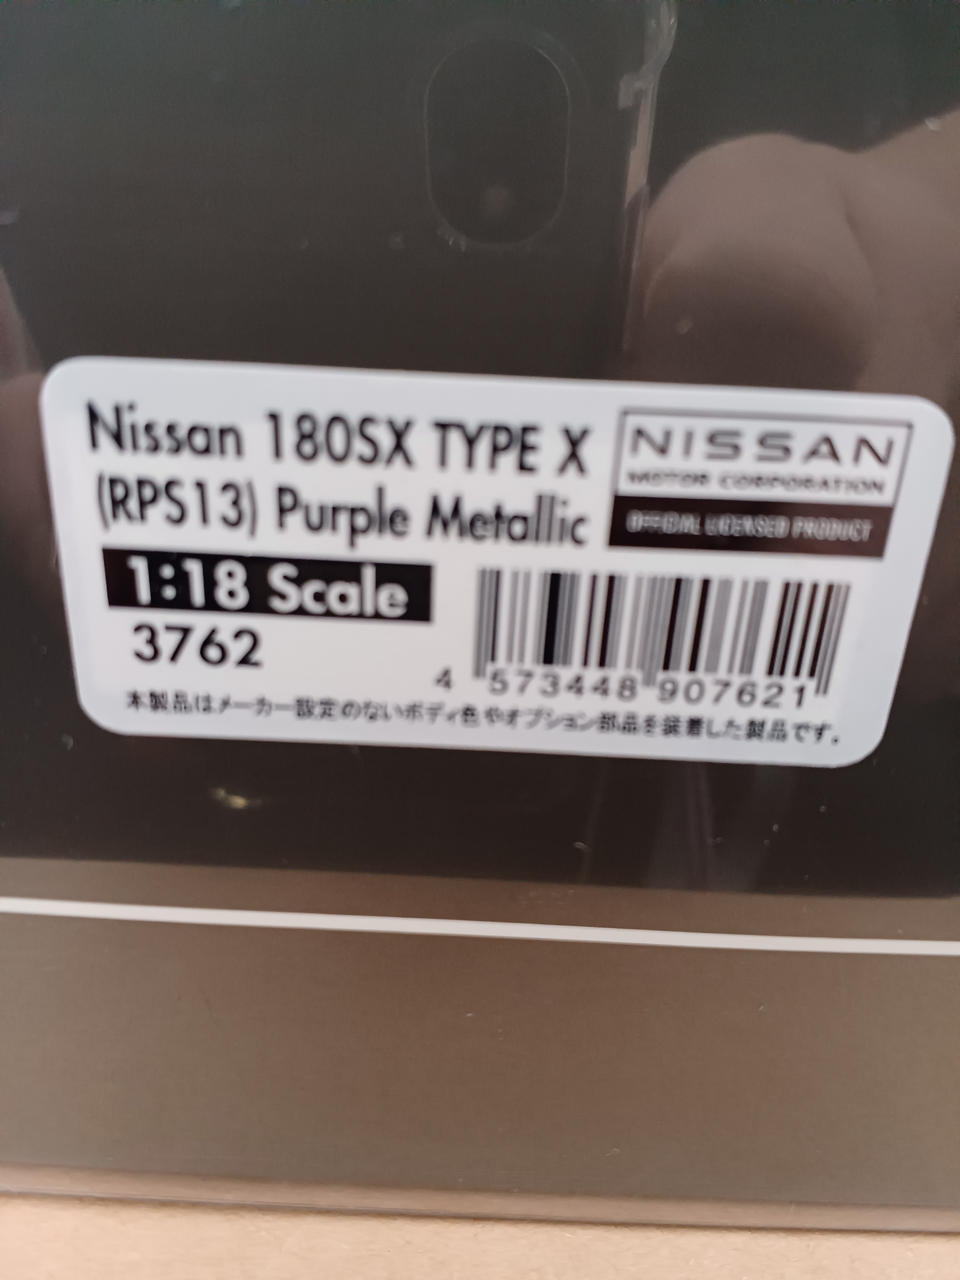 Nissan 180SX TYPE X
(RPS13) Purple Metallic
1:18 Scale
3762
NISSAN
MOTOR CORPORATION
OFFICIAL LICENSED PRODUCT
4 573448 907621
本製品はメーカー設定のないボディ色やオプション部品を装着した製品です。